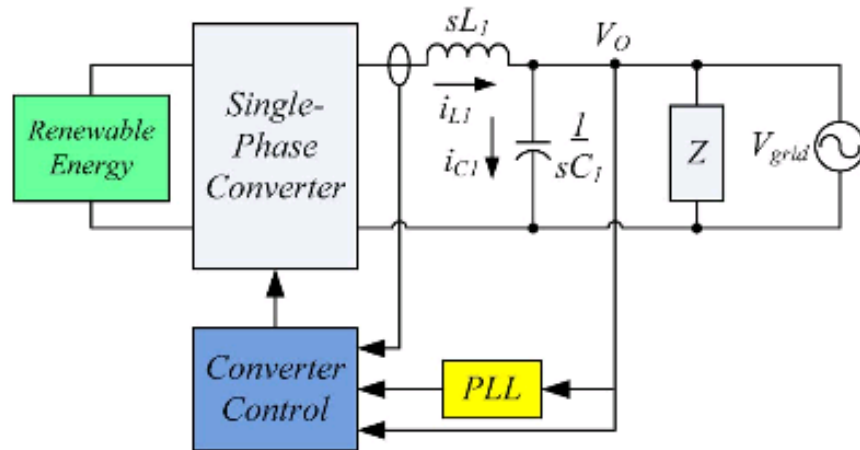 Renewable
Energy
Single-
Phase
Converter
sL1
iL1
iC1
1
sC1
VO
Z
Vgrid
Converter
Control
PLL